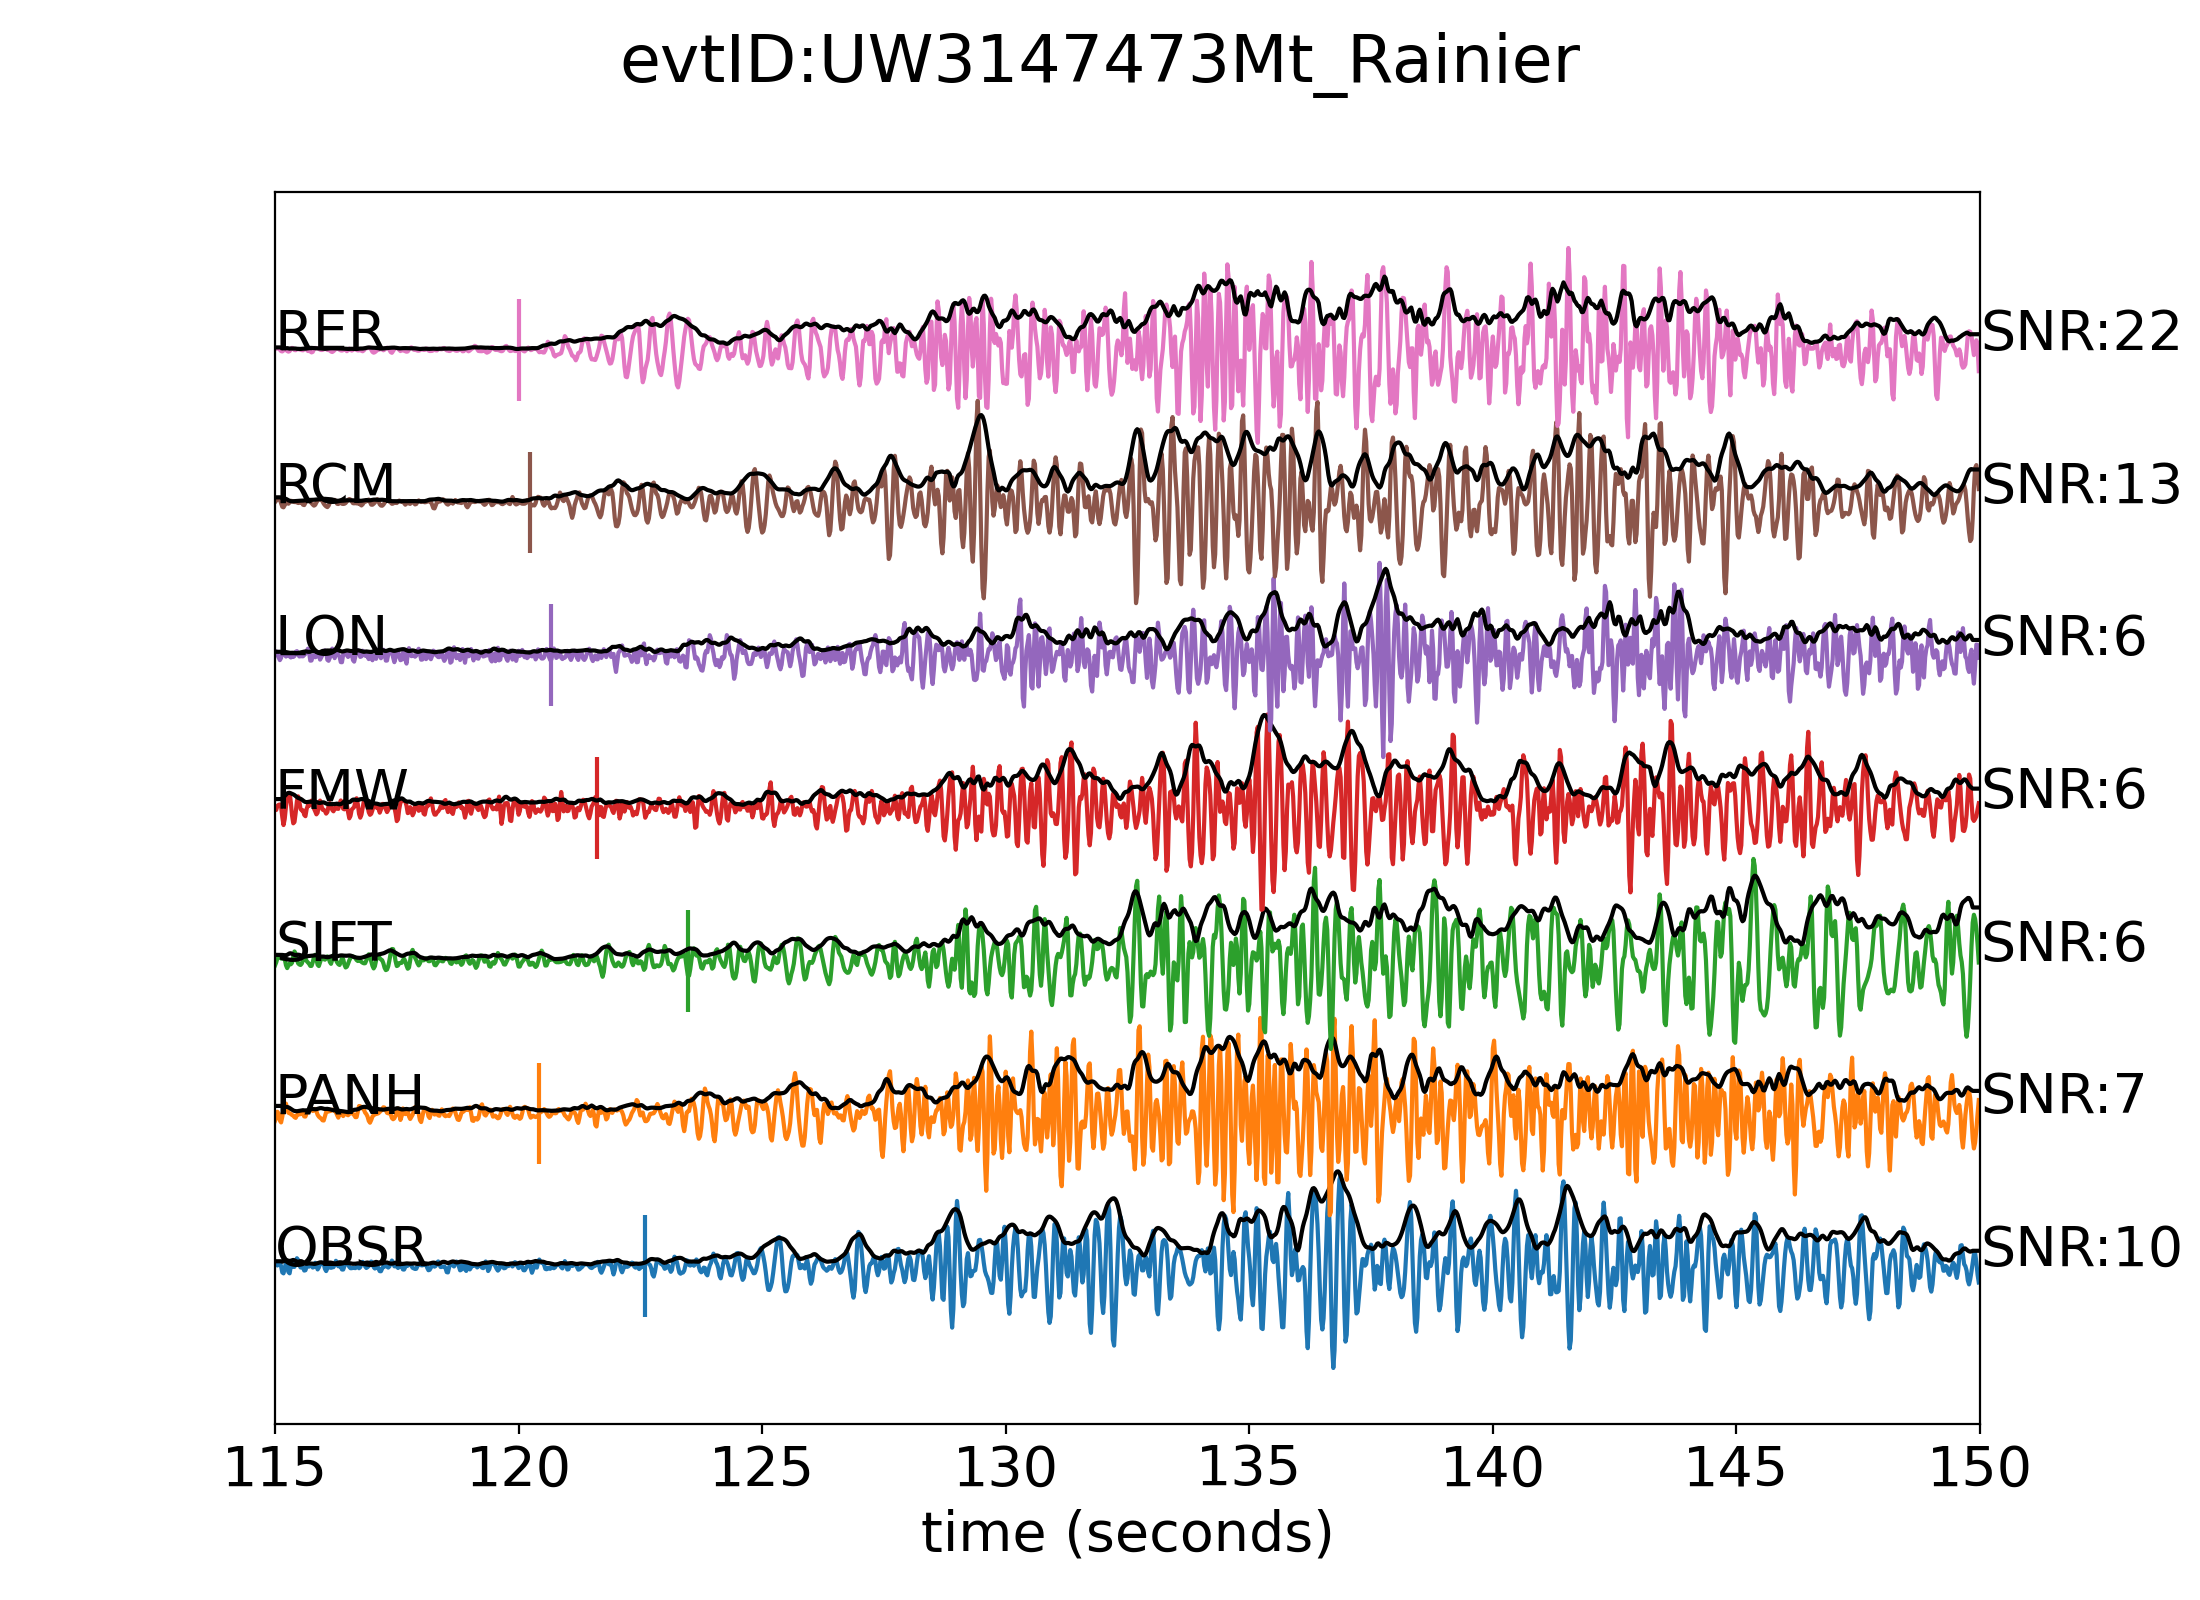 evtID:UW3147473Mt_Rainier
RER SNR:22
RCM SNR:13
LON SNR:6
FMW SNR:6
SIFT SNR:6
PANH SNR:7
OBSR SNR:10
115 120 125 130 135 140 145 150
time (seconds)